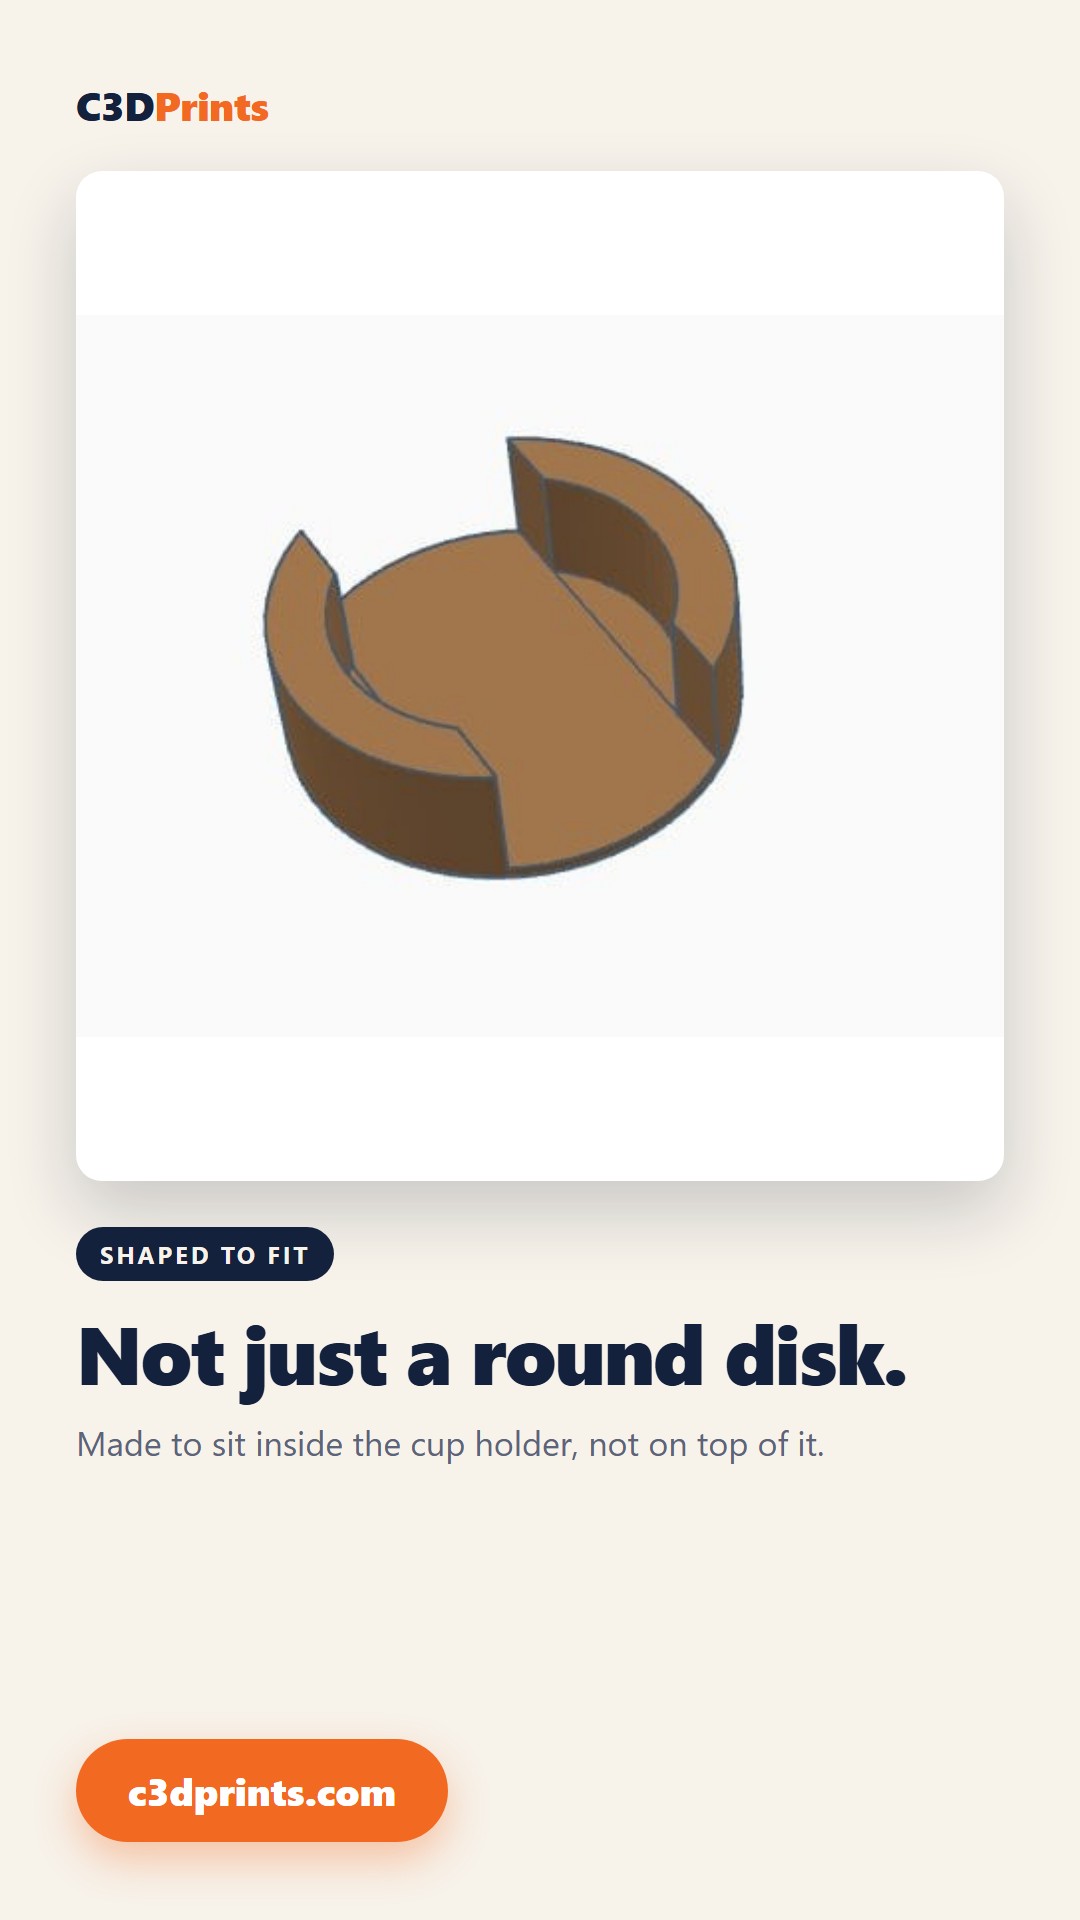 C3DPrints
SHAPED TO FIT
Not just a round disk.
Made to sit inside the cup holder, not on top of it.
c3dprints.com